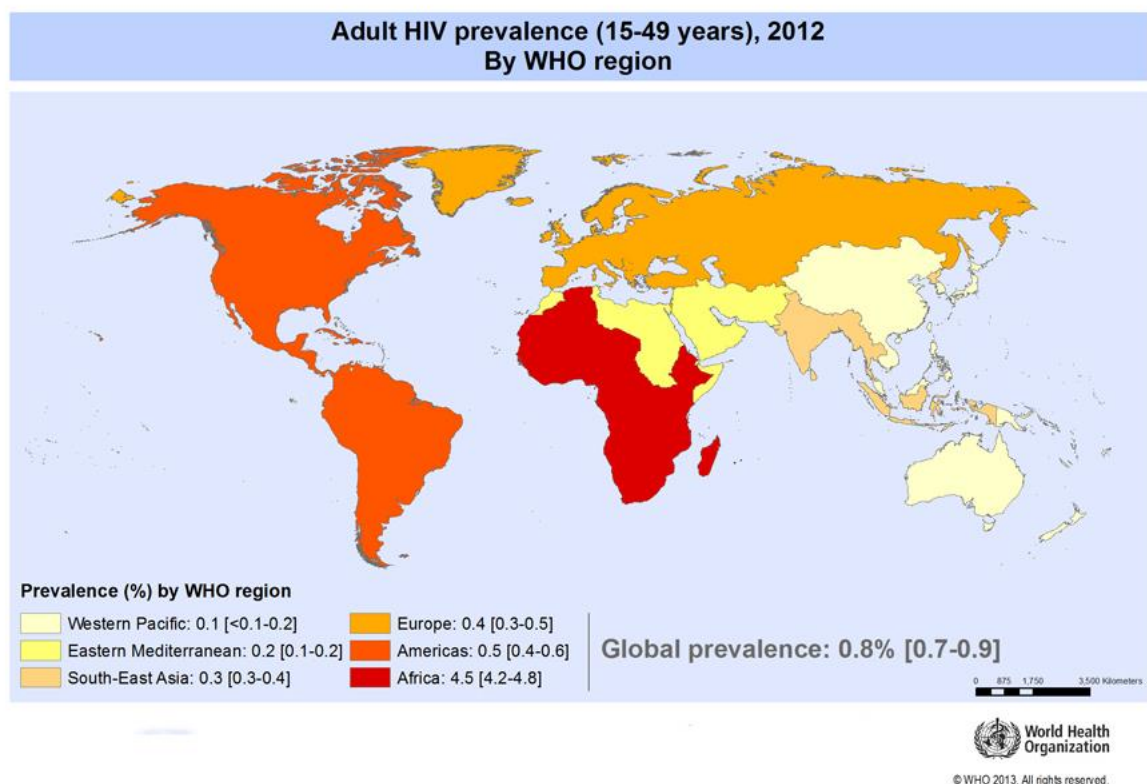 Adult HIV prevalence (15-49 years), 2012
By WHO region
Prevalence (%) by WHO region
Western Pacific: 0.1 [<0.1-0.2]
Eastern Mediterranean: 0.2 [0.1-0.2]
South-East Asia: 0.3 [0.3-0.4]
Europe: 0.4 [0.3-0.5]
Americas: 0.5 [0.4-0.6]
Africa: 4.5 [4.2-4.8]
Global prevalence: 0.8% [0.7-0.9]
0 875 1,750 3,500 Kilometers
World Health
Organization
© WHO 2013. All rights reserved.